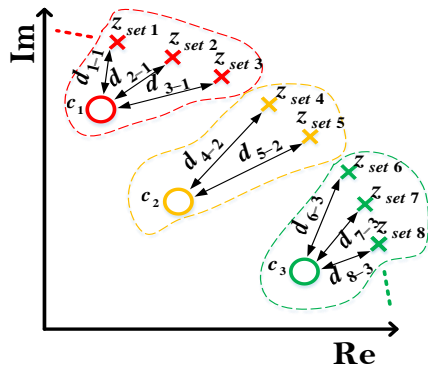 Im
z set 1
z set 2
z set 3
d 1–1
d 2–1
d 3–1
c 1
z set 4
z set 5
d 4–2
d 5–2
c 2
z set 6
z set 7
z set 8
d 6–3
d 7–3
d 8–3
c 3
Re